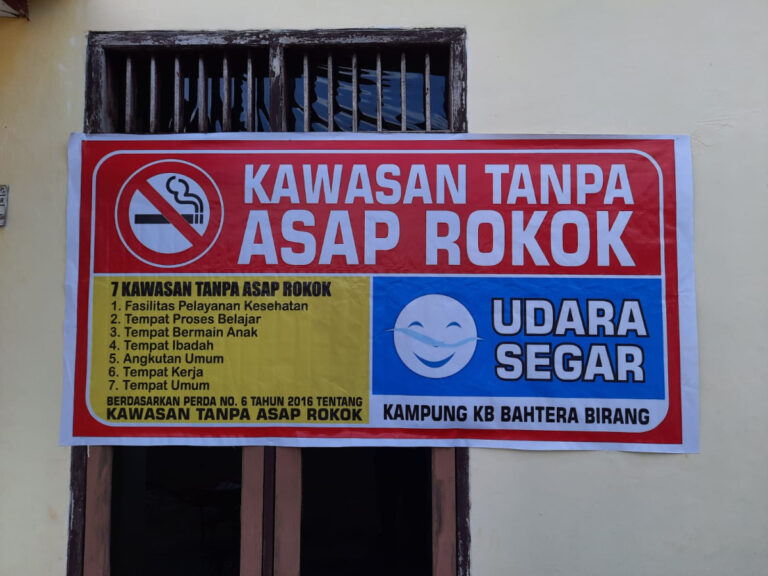 KAWASAN TANPA
ASAP ROKOK
7 KAWASAN TANPA ASAP ROKOK
1. Fasilitas Pelayanan Kesehatan
2. Tempat Proses Belajar
3. Tempat Bermain Anak
4. Tempat Ibadah
5. Angkutan Umum
6. Tempat Kerja
7. Tempat Umum
BERDASARKAN PERDA NO. 6 TAHUN 2016 TENTANG
KAWASAN TANPA ASAP ROKOK
UDARA
SEGAR
KAMPUNG KB BAHTERA BIRANG